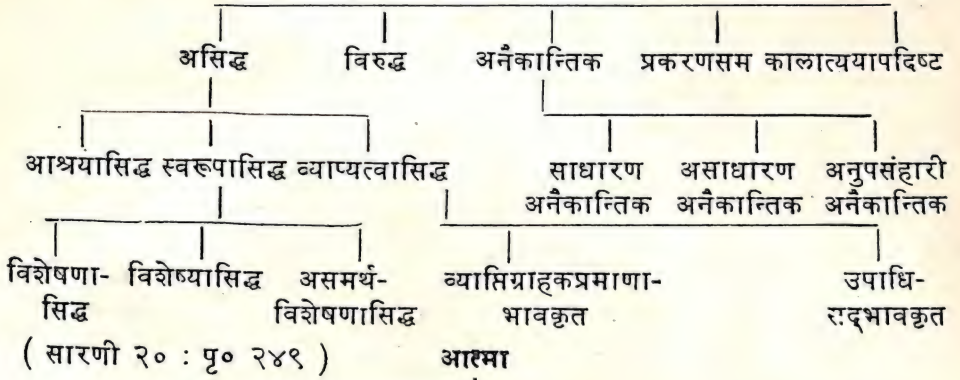 असिद्ध विरुद्ध अनैकान्तिक प्रकरणसम कालात्ययापदिष्ट
आश्रयासिद्ध स्वरूपासिद्ध व्याप्यत्वासिद्ध साधारण असाधारण अनुपसंहारी
अनैकान्तिक अनैकान्तिक अनैकान्तिक
विशेषणा- विशेष्यासिद्ध असमर्थ- व्याप्तिग्राहकप्रमाणा- उपाधि-
सिद्ध विशेषणासिद्ध भावकृत सद्भावकृत
( सारणी २० : पृ० २४९ ) आत्मा